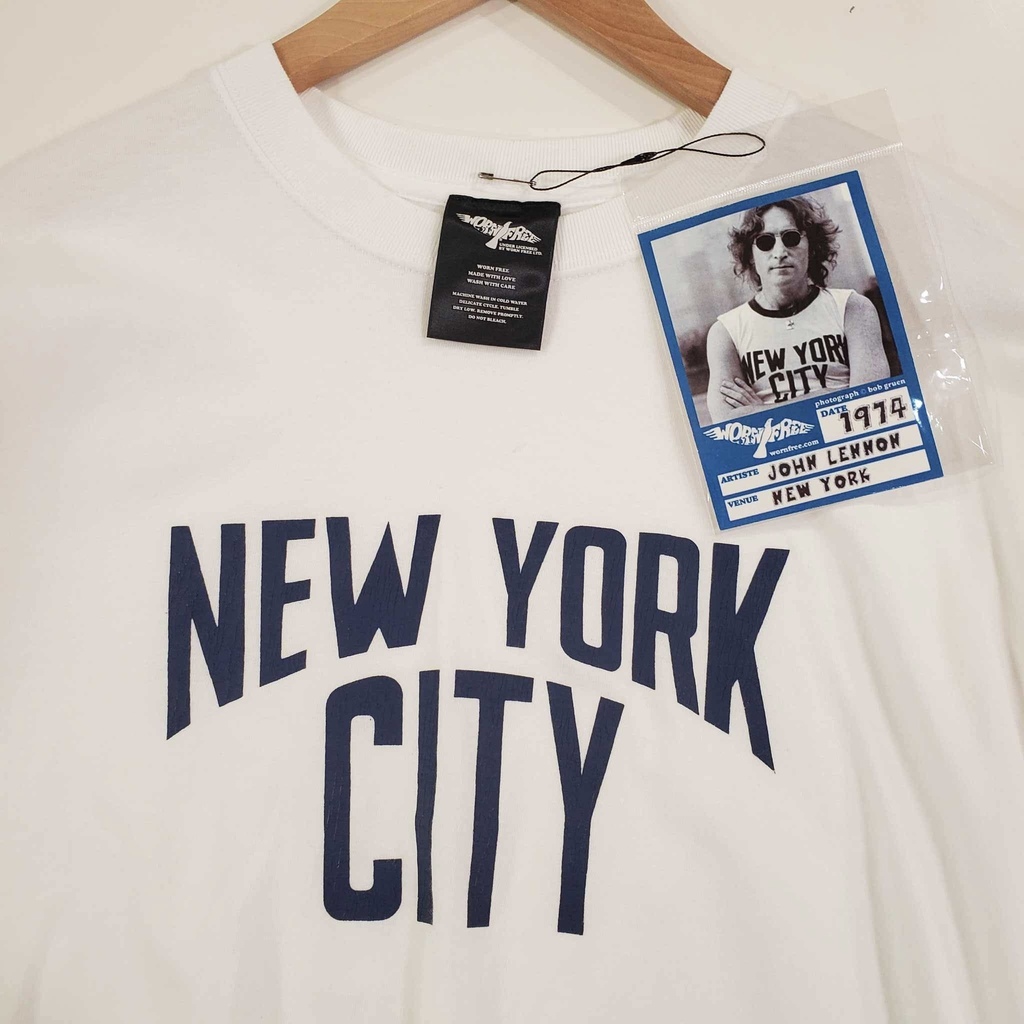 WORN FREE
UNDER LICENSED
BY WORN FREE LTD.
WORN FREE
MADE WITH LOVE
WASH WITH CARE
MACHINE WASH IN COLD WATER
DELICATE CYCLE, TUMBLE
DRY LOW, REMOVE PROMPTLY.
DO NOT BLEACH.
NEW YORK
CITY
photograph © bob gruen
WORN FREE
wornfree.com
DATE 1974
ARTISTE JOHN LENNON
VENUE NEW YORK
NEW YORK
CITY